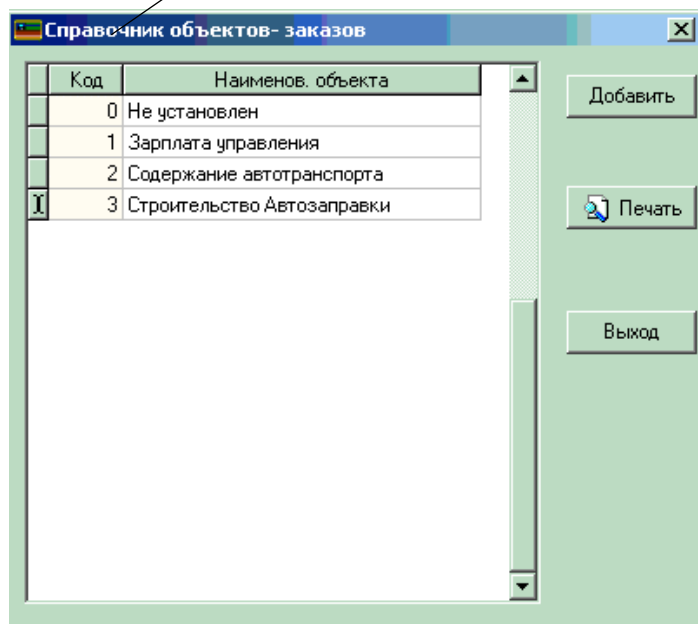 Справочник объектов- заказов
Код Наименов. объекта
0 Не установлен
1 Зарплата управления
2 Содержание автотранспорта
3 Строительство Автозаправки
Добавить
Печать
Выход